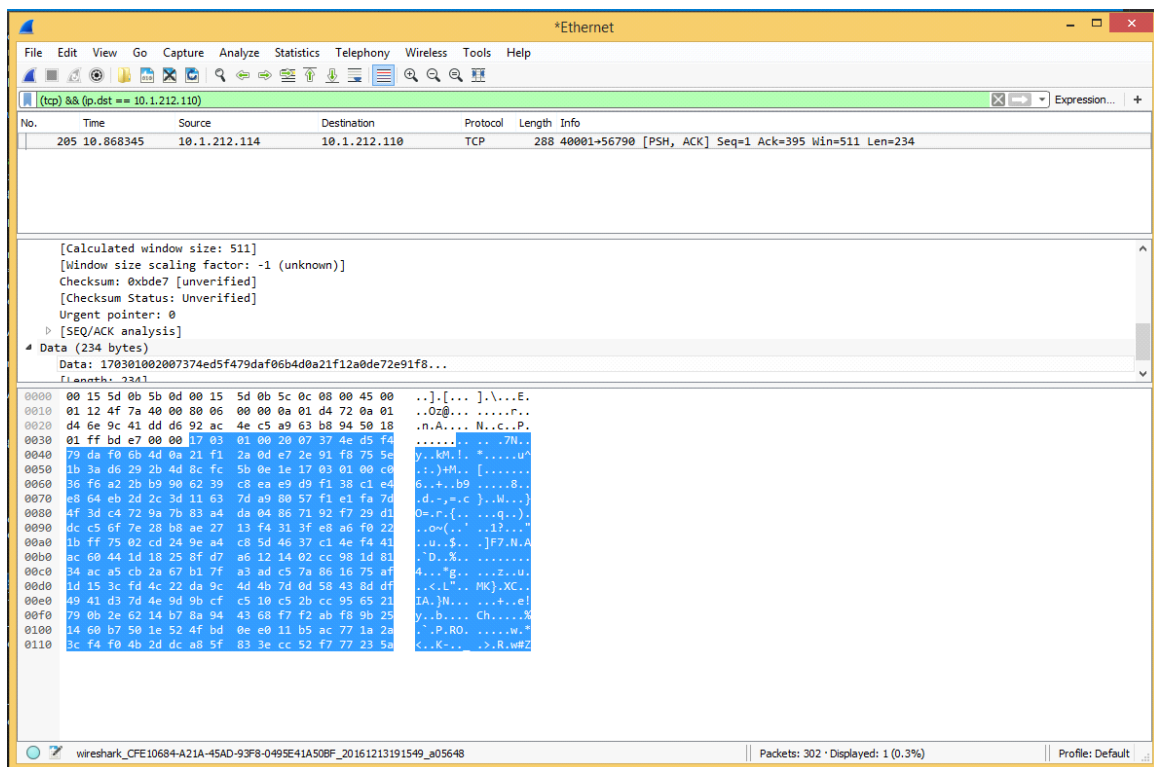 *Ethernet
File Edit View Go Capture Analyze Statistics Telephony Wireless Tools Help
(tcp) && (ip.dst == 10.1.212.110)
Expression... +
No. Time Source Destination Protocol Length Info
205 10.868345 10.1.212.114 10.1.212.110 TCP 288 40001→56790 [PSH, ACK] Seq=1 Ack=395 Win=511 Len=234
[Calculated window size: 511]
[Window size scaling factor: -1 (unknown)]
Checksum: 0xbde7 [unverified]
[Checksum Status: Unverified]
Urgent pointer: 0
[SEQ/ACK analysis]
Data (234 bytes)
Data: 170301002007374ed5f479daf06b4d0a21f12a0de72e91f8...
[Length: 234]
0000 00 15 5d 0b 5b 0d 00 15 5d 0b 5c 0c 08 00 45 00 ..].[... ].\...E.
0010 01 12 4f 7a 40 00 80 06 00 00 0a 01 d4 72 0a 01 ..Oz@... .....r..
0020 d4 6e 9c 41 dd d6 92 ac 4e c5 a9 63 b8 94 50 18 .n.A.... N..c..P.
0030 01 ff bd e7 00 00 17 03 01 00 20 07 37 4e d5 f4 ........ .. .7N..
0040 79 da f0 6b 4d 0a 21 f1 2a 0d e7 2e 91 f8 75 5e y..kM.!. *.....u^
0050 1b 3a d6 29 2b 4d 8c fc 5b 0e 1e 17 03 01 00 c0 .:.)+M.. [.......
0060 36 f6 a2 2b b9 90 62 39 c8 ea e9 d9 f1 38 c1 e4 6..+..b9 .....8..
0070 e8 64 eb 2d 2c 3d 11 63 7d a9 80 57 f1 e1 fa 7d .d.-,=.c }..W...}
0080 4f 3d c4 72 9a 7b 83 a4 da 04 86 71 92 f7 29 d1 O=.r.{.. ...q..).
0090 dc c5 6f 7e 28 b8 ae 27 13 f4 31 3f e8 a6 f0 22 ..o~(..' ..1?..."
00a0 1b ff 75 02 cd 24 9e a4 c8 5d 46 37 c1 4e f4 41 ..u..$.. .]F7.N.A
00b0 ac 60 44 1d 18 25 8f d7 a6 12 14 02 cc 98 1d 81 .`D..%.. ........
00c0 34 ac a5 cb 2a 67 b1 7f a3 ad c5 7a 86 16 75 af 4...*g.. ...z..u.
00d0 1d 15 3c fd 4c 22 da 9c 4d 4b 7d 0d 58 43 8d df ..<.L".. MK}.XC..
00e0 49 41 d3 7d 4e 9d 9b cf c5 10 c5 2b cc 95 65 21 IA.}N... ...+..e!
00f0 79 0b 2e 62 14 b7 8a 94 43 68 f7 f2 ab f8 9b 25 y..b.... Ch.....%
0100 14 60 b7 50 1e 52 4f bd 0e e0 11 b5 ac 77 1a 2a .`.P.RO. .....w.*
0110 3c f4 f0 4b 2d dc a8 5f 83 3e cc 52 f7 77 23 5a <..K-.._ .>.R.w#Z
wireshark_CFE10684-A21A-45AD-93F8-0495E41A50BF_20161213191549_a05648 Packets: 302 · Displayed: 1 (0.3%) Profile: Default